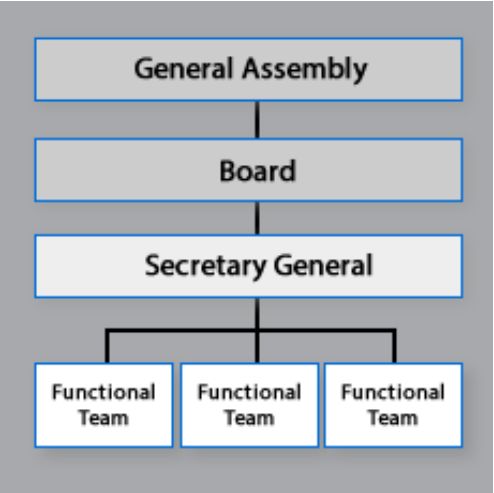 General Assembly
Board
Secretary General
Functional Functional Functional
Team Team Team